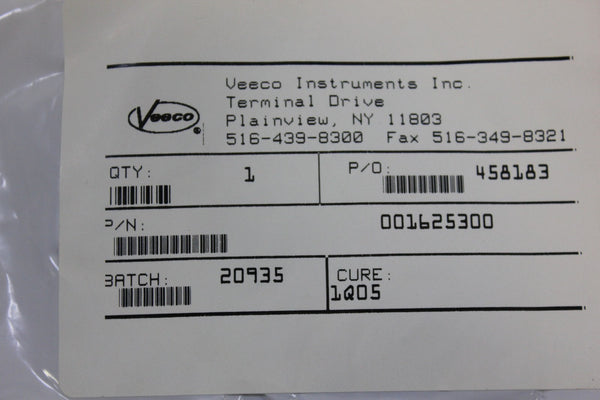 Veeco Instruments Inc.
Terminal Drive
Plainview, NY 11803
516-439-8300 Fax 516-349-8321
Veeco®
QTY: 1 P/O: 458183
P/N: 001625300
BATCH: 20935 CURE:
1Q05